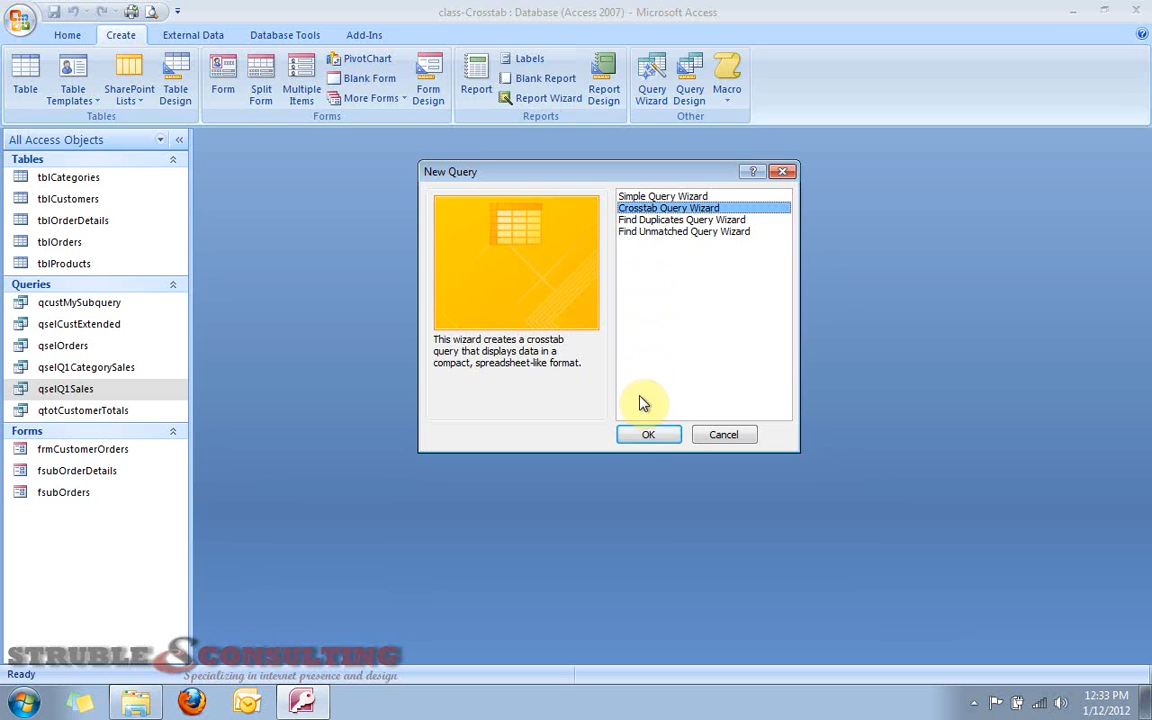 class-Crosstab : Database (Access 2007) - Microsoft Access
Home Create External Data Database Tools Add-Ins
Table
Table Templates
SharePoint Lists
Table Design
Tables
Form
Split Form
Multiple Items
PivotChart
Blank Form
More Forms
Form Design
Forms
Report
Labels
Blank Report
Report Wizard
Report Design
Reports
Query Wizard
Query Design
Macro
Other
All Access Objects
Tables
tblCategories
tblCustomers
tblOrderDetails
tblOrders
tblProducts
Queries
qcustMySubquery
qselCustExtended
qselOrders
qselQ1CategorySales
qselQ1Sales
qtotCustomerTotals
Forms
frmCustomerOrders
fsubOrderDetails
fsubOrders
New Query
Simple Query Wizard
Crosstab Query Wizard
Find Duplicates Query Wizard
Find Unmatched Query Wizard
This wizard creates a crosstab
query that displays data in a
compact, spreadsheet-like format.
OK Cancel
STRUBLE S CONSULTING
Specializing in internet presence and design
Ready
12:33 PM
1/12/2012